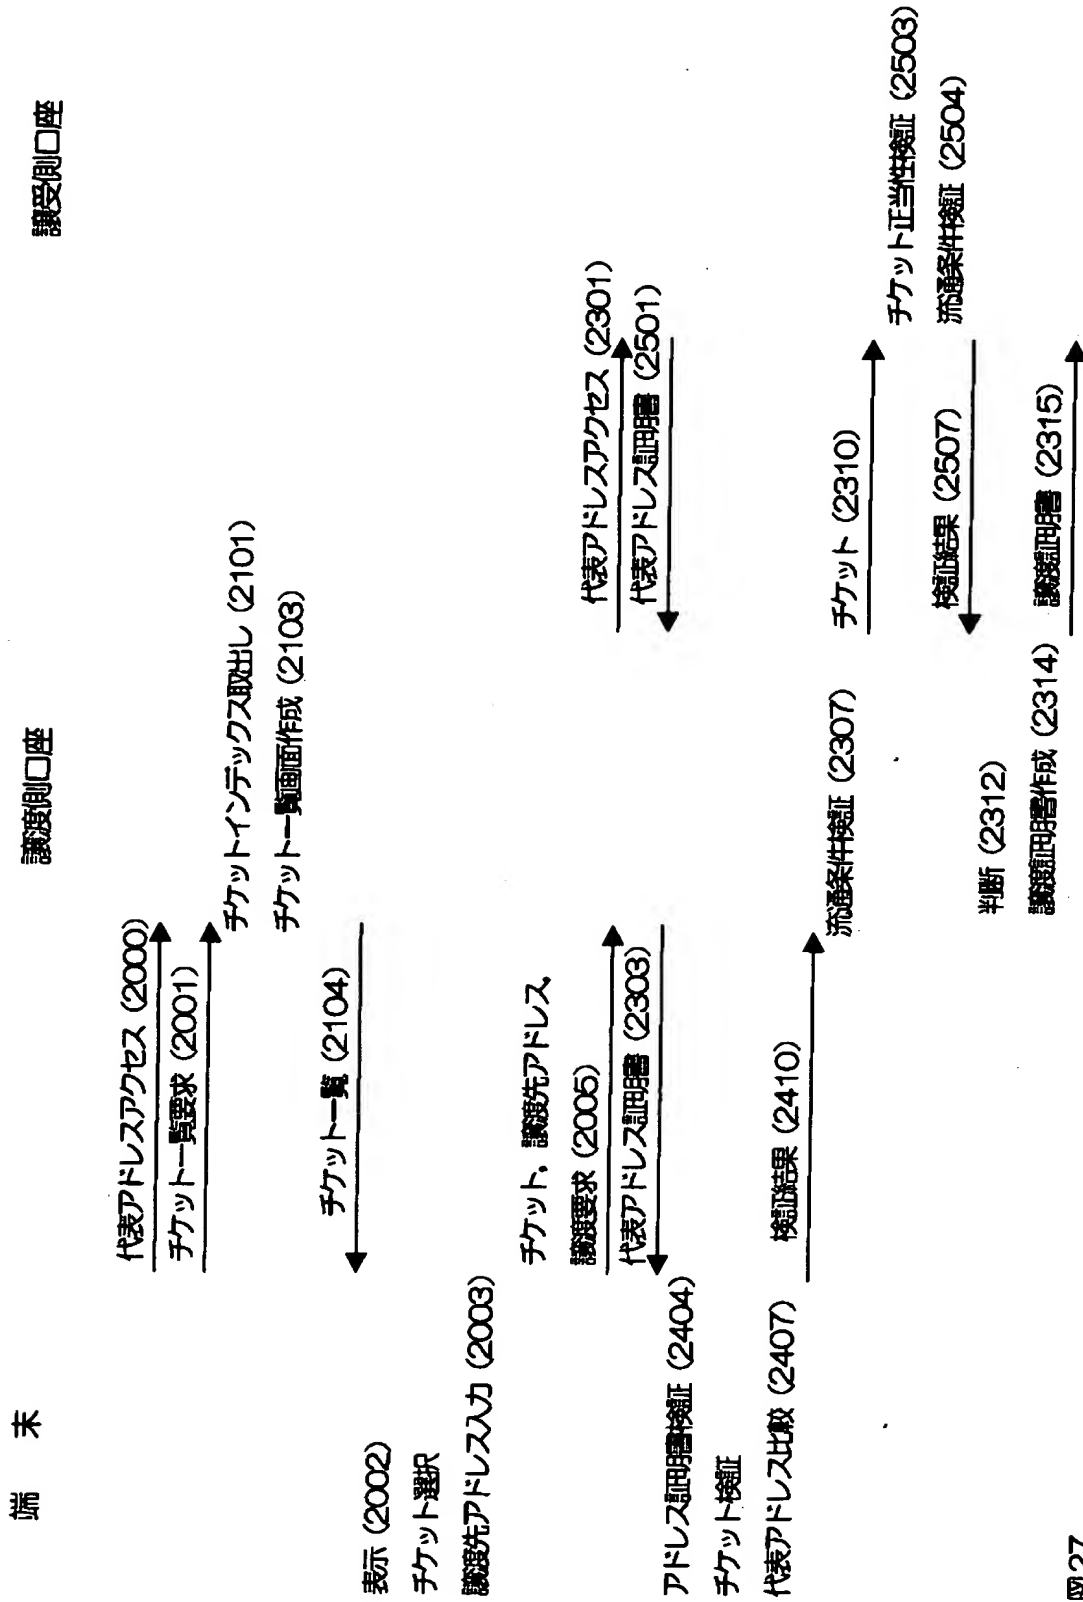 端 末
譲渡側口座
譲受側口座
代表アドレスアクセス (2000)
チケット一覧要求 (2001)
チケットインデックス取出し (2101)
チケット一覧画面作成 (2103)
チケット一覧 (2104)
表示 (2002)
チケット選択
譲渡先アドレス入力 (2003)
チケット、譲渡先アドレス、
譲渡要求 (2005)
代表アドレスアクセス (2301)
代表アドレス証明書 (2501)
代表アドレス証明書 (2303)
アドレス証明書検証 (2404)
チケット検証
代表アドレス比較 (2407)
検証結果 (2410)
流通条件検証 (2307)
チケット (2310)
チケット正当性検証 (2503)
流通条件検証 (2504)
検証結果 (2507)
判断 (2312)
譲渡証明書作成 (2314)
譲渡証明書 (2315)
図27